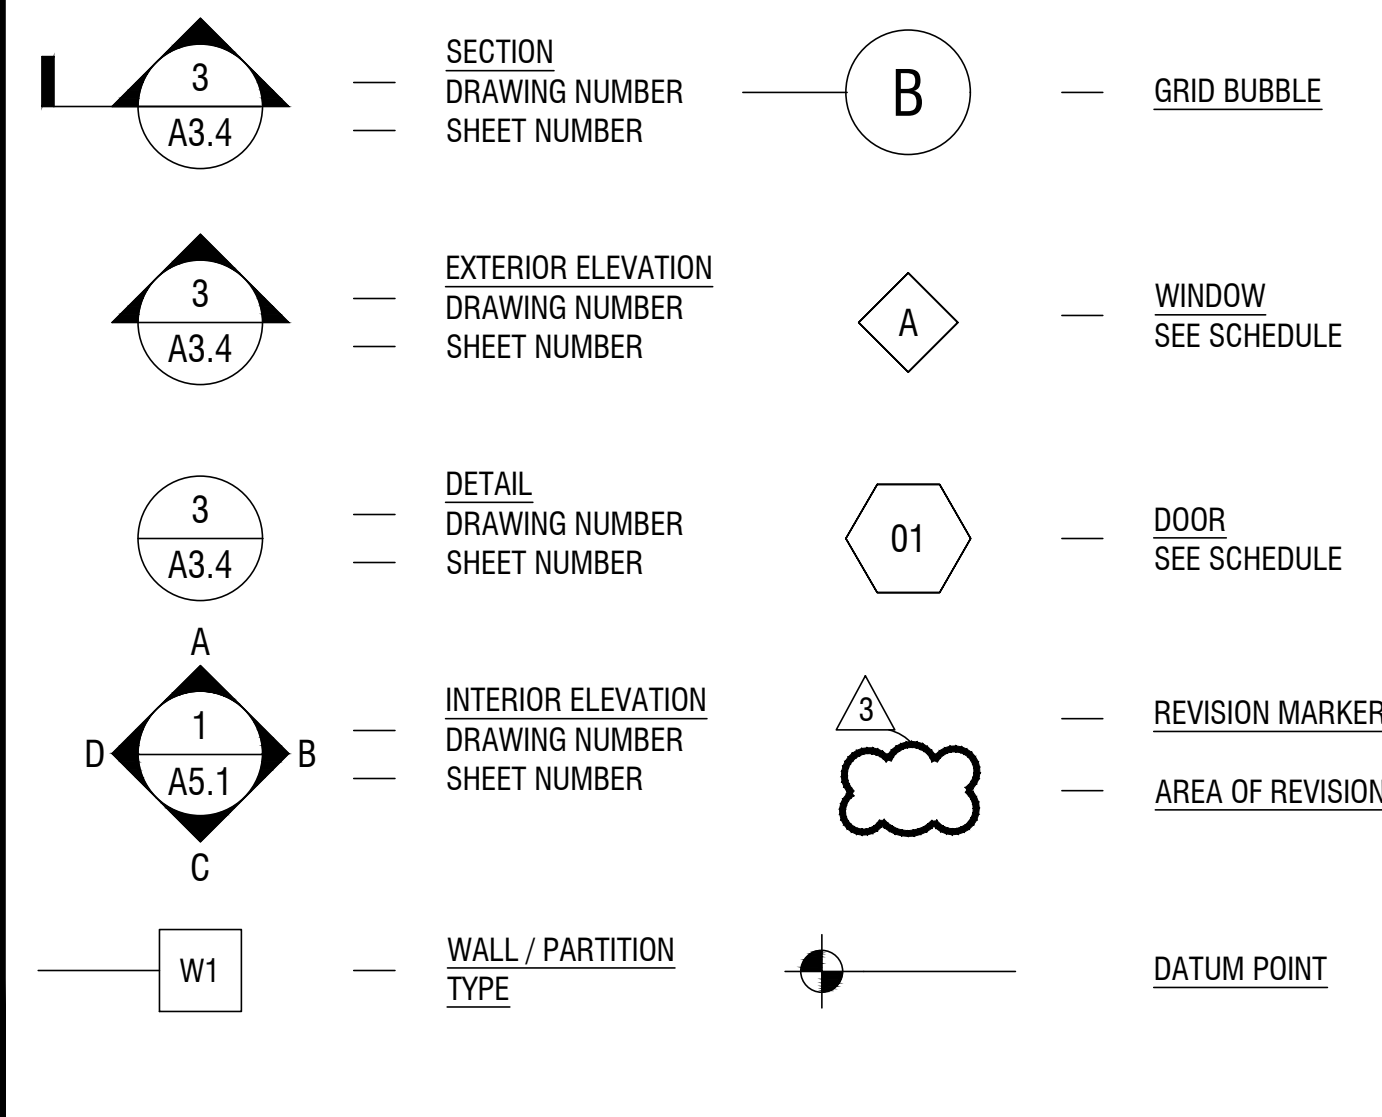 3
A3.4
SECTION
DRAWING NUMBER
SHEET NUMBER
B
GRID BUBBLE
3
A3.4
EXTERIOR ELEVATION
DRAWING NUMBER
SHEET NUMBER
A
WINDOW
SEE SCHEDULE
3
A3.4
DETAIL
DRAWING NUMBER
SHEET NUMBER
01
DOOR
SEE SCHEDULE
A
1
D
B
A5.1
C
INTERIOR ELEVATION
DRAWING NUMBER
SHEET NUMBER
3
REVISION MARKER
AREA OF REVISION
W1
WALL / PARTITION
TYPE
DATUM POINT